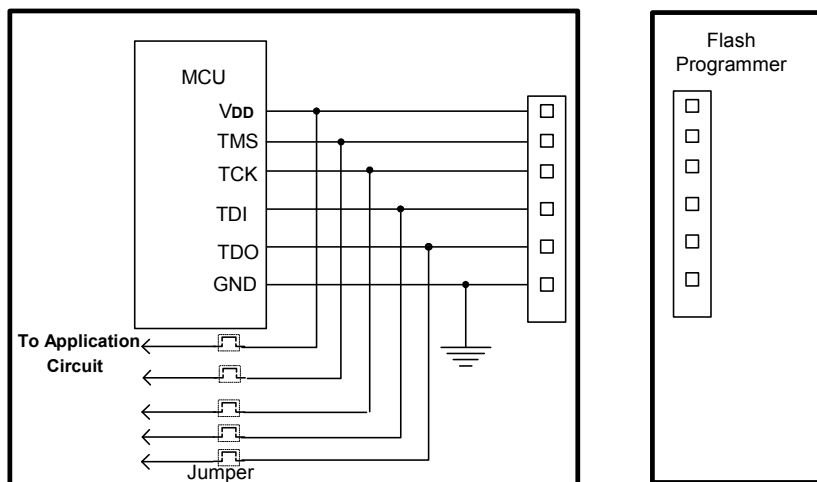 MCU
VDD
TMS
TCK
TDI
TDO
GND
To Application
Circuit
Jumper
Flash
Programmer